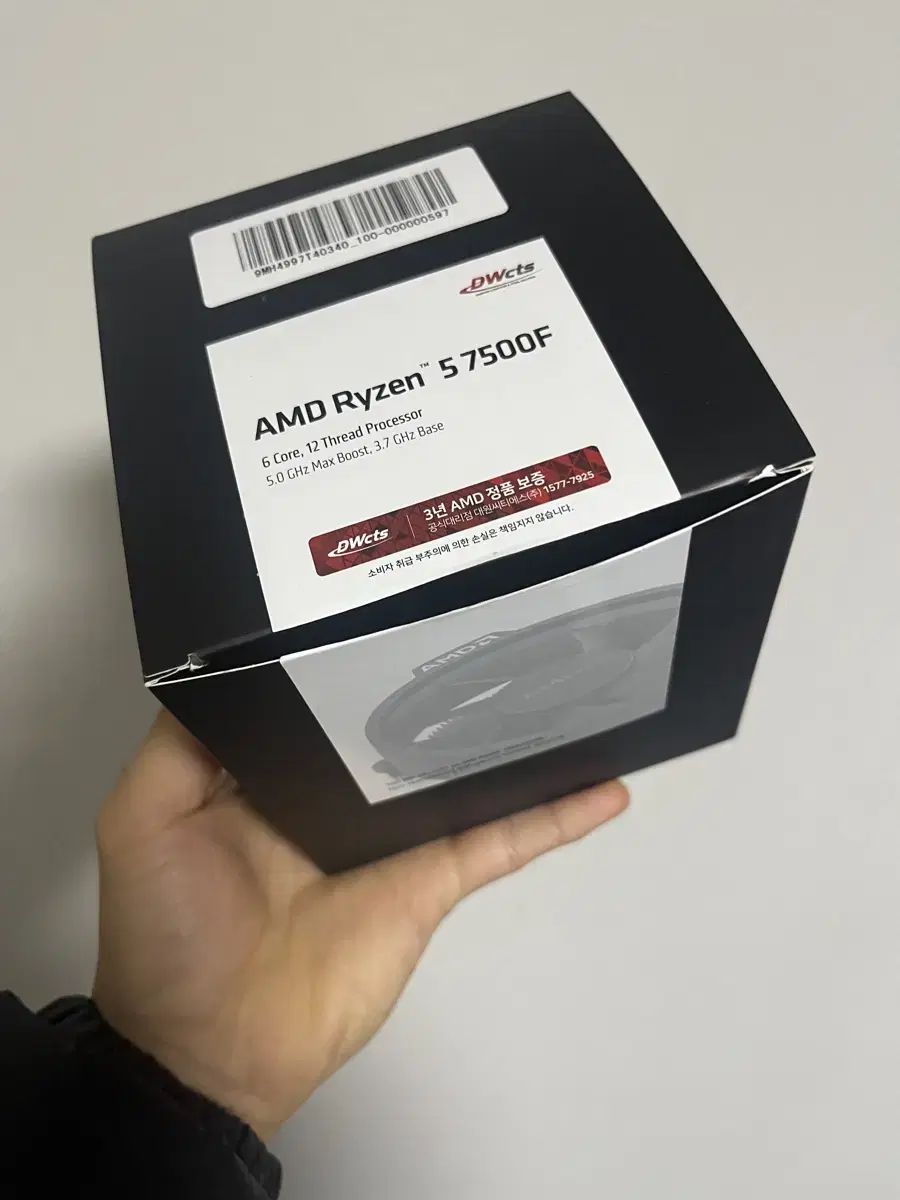 9MH4997T40340_100-000000597
DWcts
AMD Ryzen™ 5 7500F
6 Core, 12 Thread Processor
5.0 GHz Max Boost, 3.7 GHz Base
DWcts
3년 AMD 정품 보증
공식대리점 대원씨티에스(주) 1577-7925
소비자 취급 부주의에 의한 손실은 책임지지 않습니다.
AMD
AMD